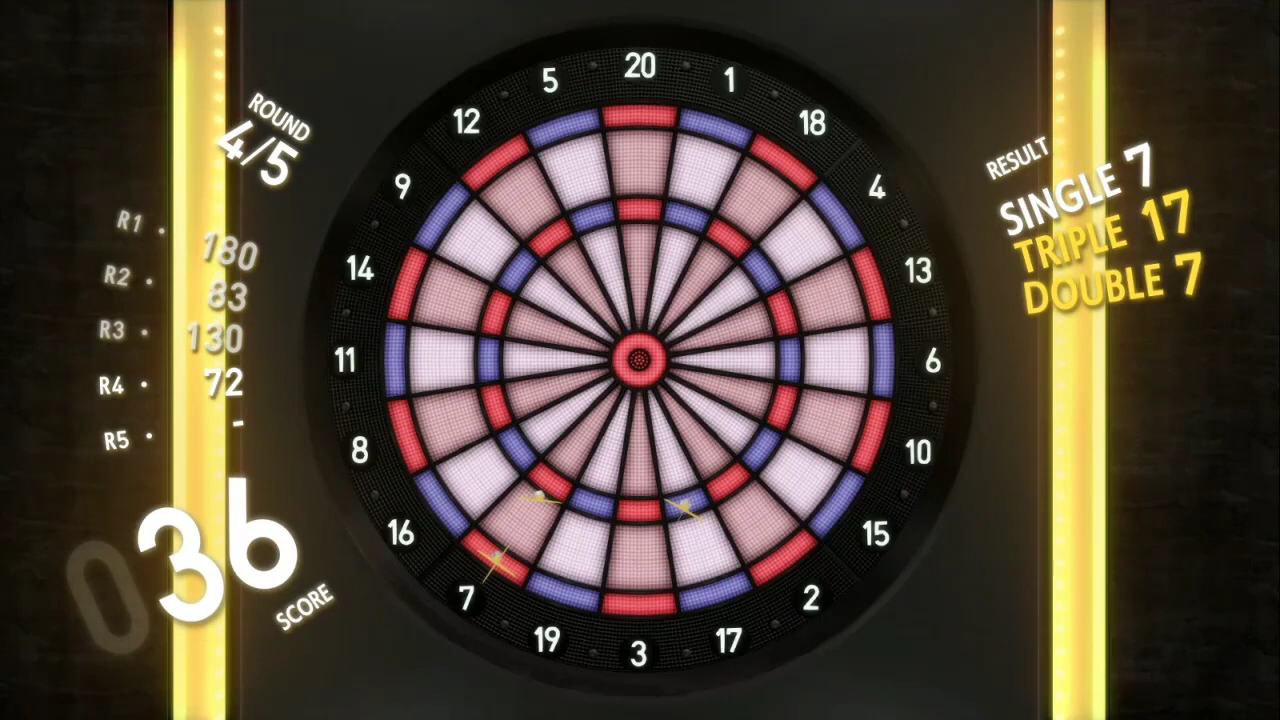 ROUND
4/5
R1 · 180
R2 · 83
R3 · 130
R4 · 72
R5 · -
036
SCORE
20
1
18
4
13
6
10
15
2
17
3
19
7
16
8
11
14
9
12
5
RESULT
SINGLE 7
TRIPLE 17
DOUBLE 7